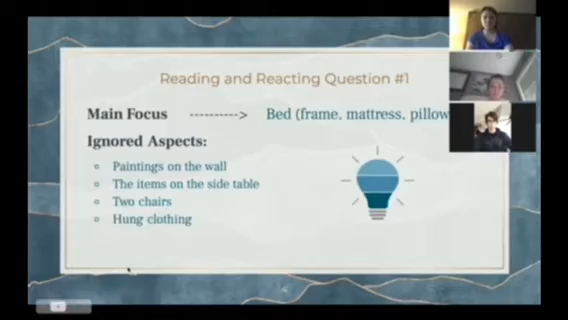 Reading and Reacting Question #1
Main Focus ----------> Bed (frame, mattress, pillow
Ignored Aspects:
Paintings on the wall
The items on the side table
Two chairs
Hung clothing